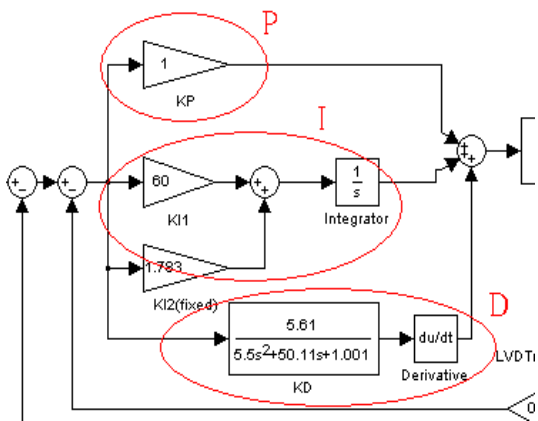 P
1
KP
I
+
-
+
-
60
KI1
+
+
1
s
Integrator
+
+
+
1.783
KI2(fixed)
D
5.61
5.5s²+50.11s+1.001
KD
du/dt
Derivative
LVDTr
0